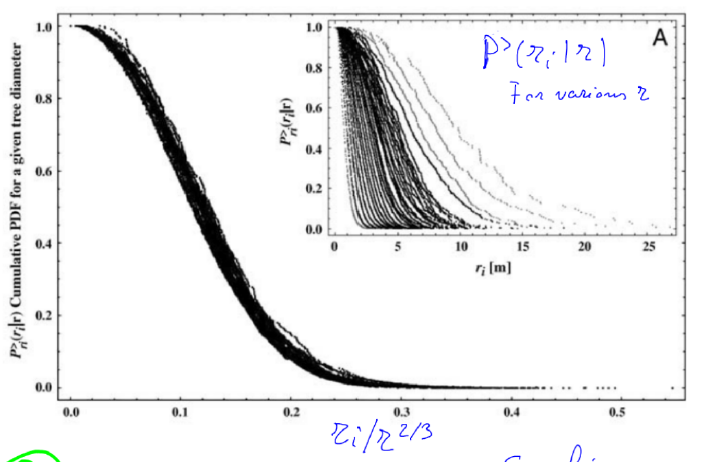 P>ri(ri|r) Cumulative PDF for a given tree diameter
1.0
0.8
0.6
0.4
0.2
0.0
0.0 0.1 0.2 0.3 0.4 0.5
ri/r^2/3
A
P>(ri|r)
For various r
P>ri(ri|r)
1.0
0.8
0.6
0.4
0.2
0.0
0 5 10 15 20 25
ri [m]